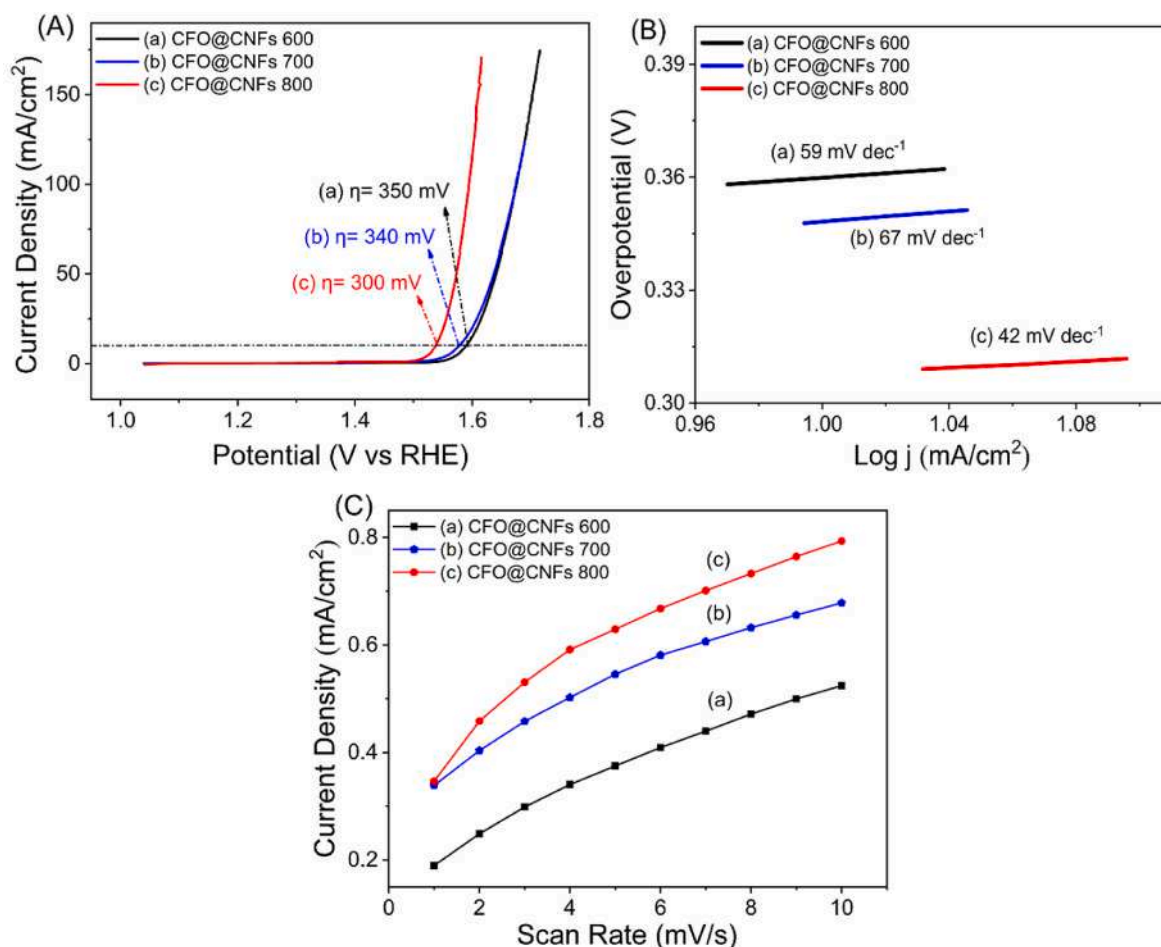 (A)
(a) CFO@CNFs 600
(b) CFO@CNFs 700
(c) CFO@CNFs 800
(a) η= 350 mV
(b) η= 340 mV
(c) η= 300 mV
150
100
50
0
Current Density (mA/cm²)
1.0 1.2 1.4 1.6 1.8
Potential (V vs RHE)
(B)
(a) CFO@CNFs 600
(b) CFO@CNFs 700
(c) CFO@CNFs 800
(a) 59 mV dec⁻¹
(b) 67 mV dec⁻¹
(c) 42 mV dec⁻¹
0.39
0.36
0.33
0.30
Overpotential (V)
0.96 1.00 1.04 1.08
Log j (mA/cm²)
(C)
(a) CFO@CNFs 600
(b) CFO@CNFs 700
(c) CFO@CNFs 800
(c)
(b)
(a)
0.8
0.6
0.4
0.2
Current Density (mA/cm²)
0 2 4 6 8 10
Scan Rate (mV/s)